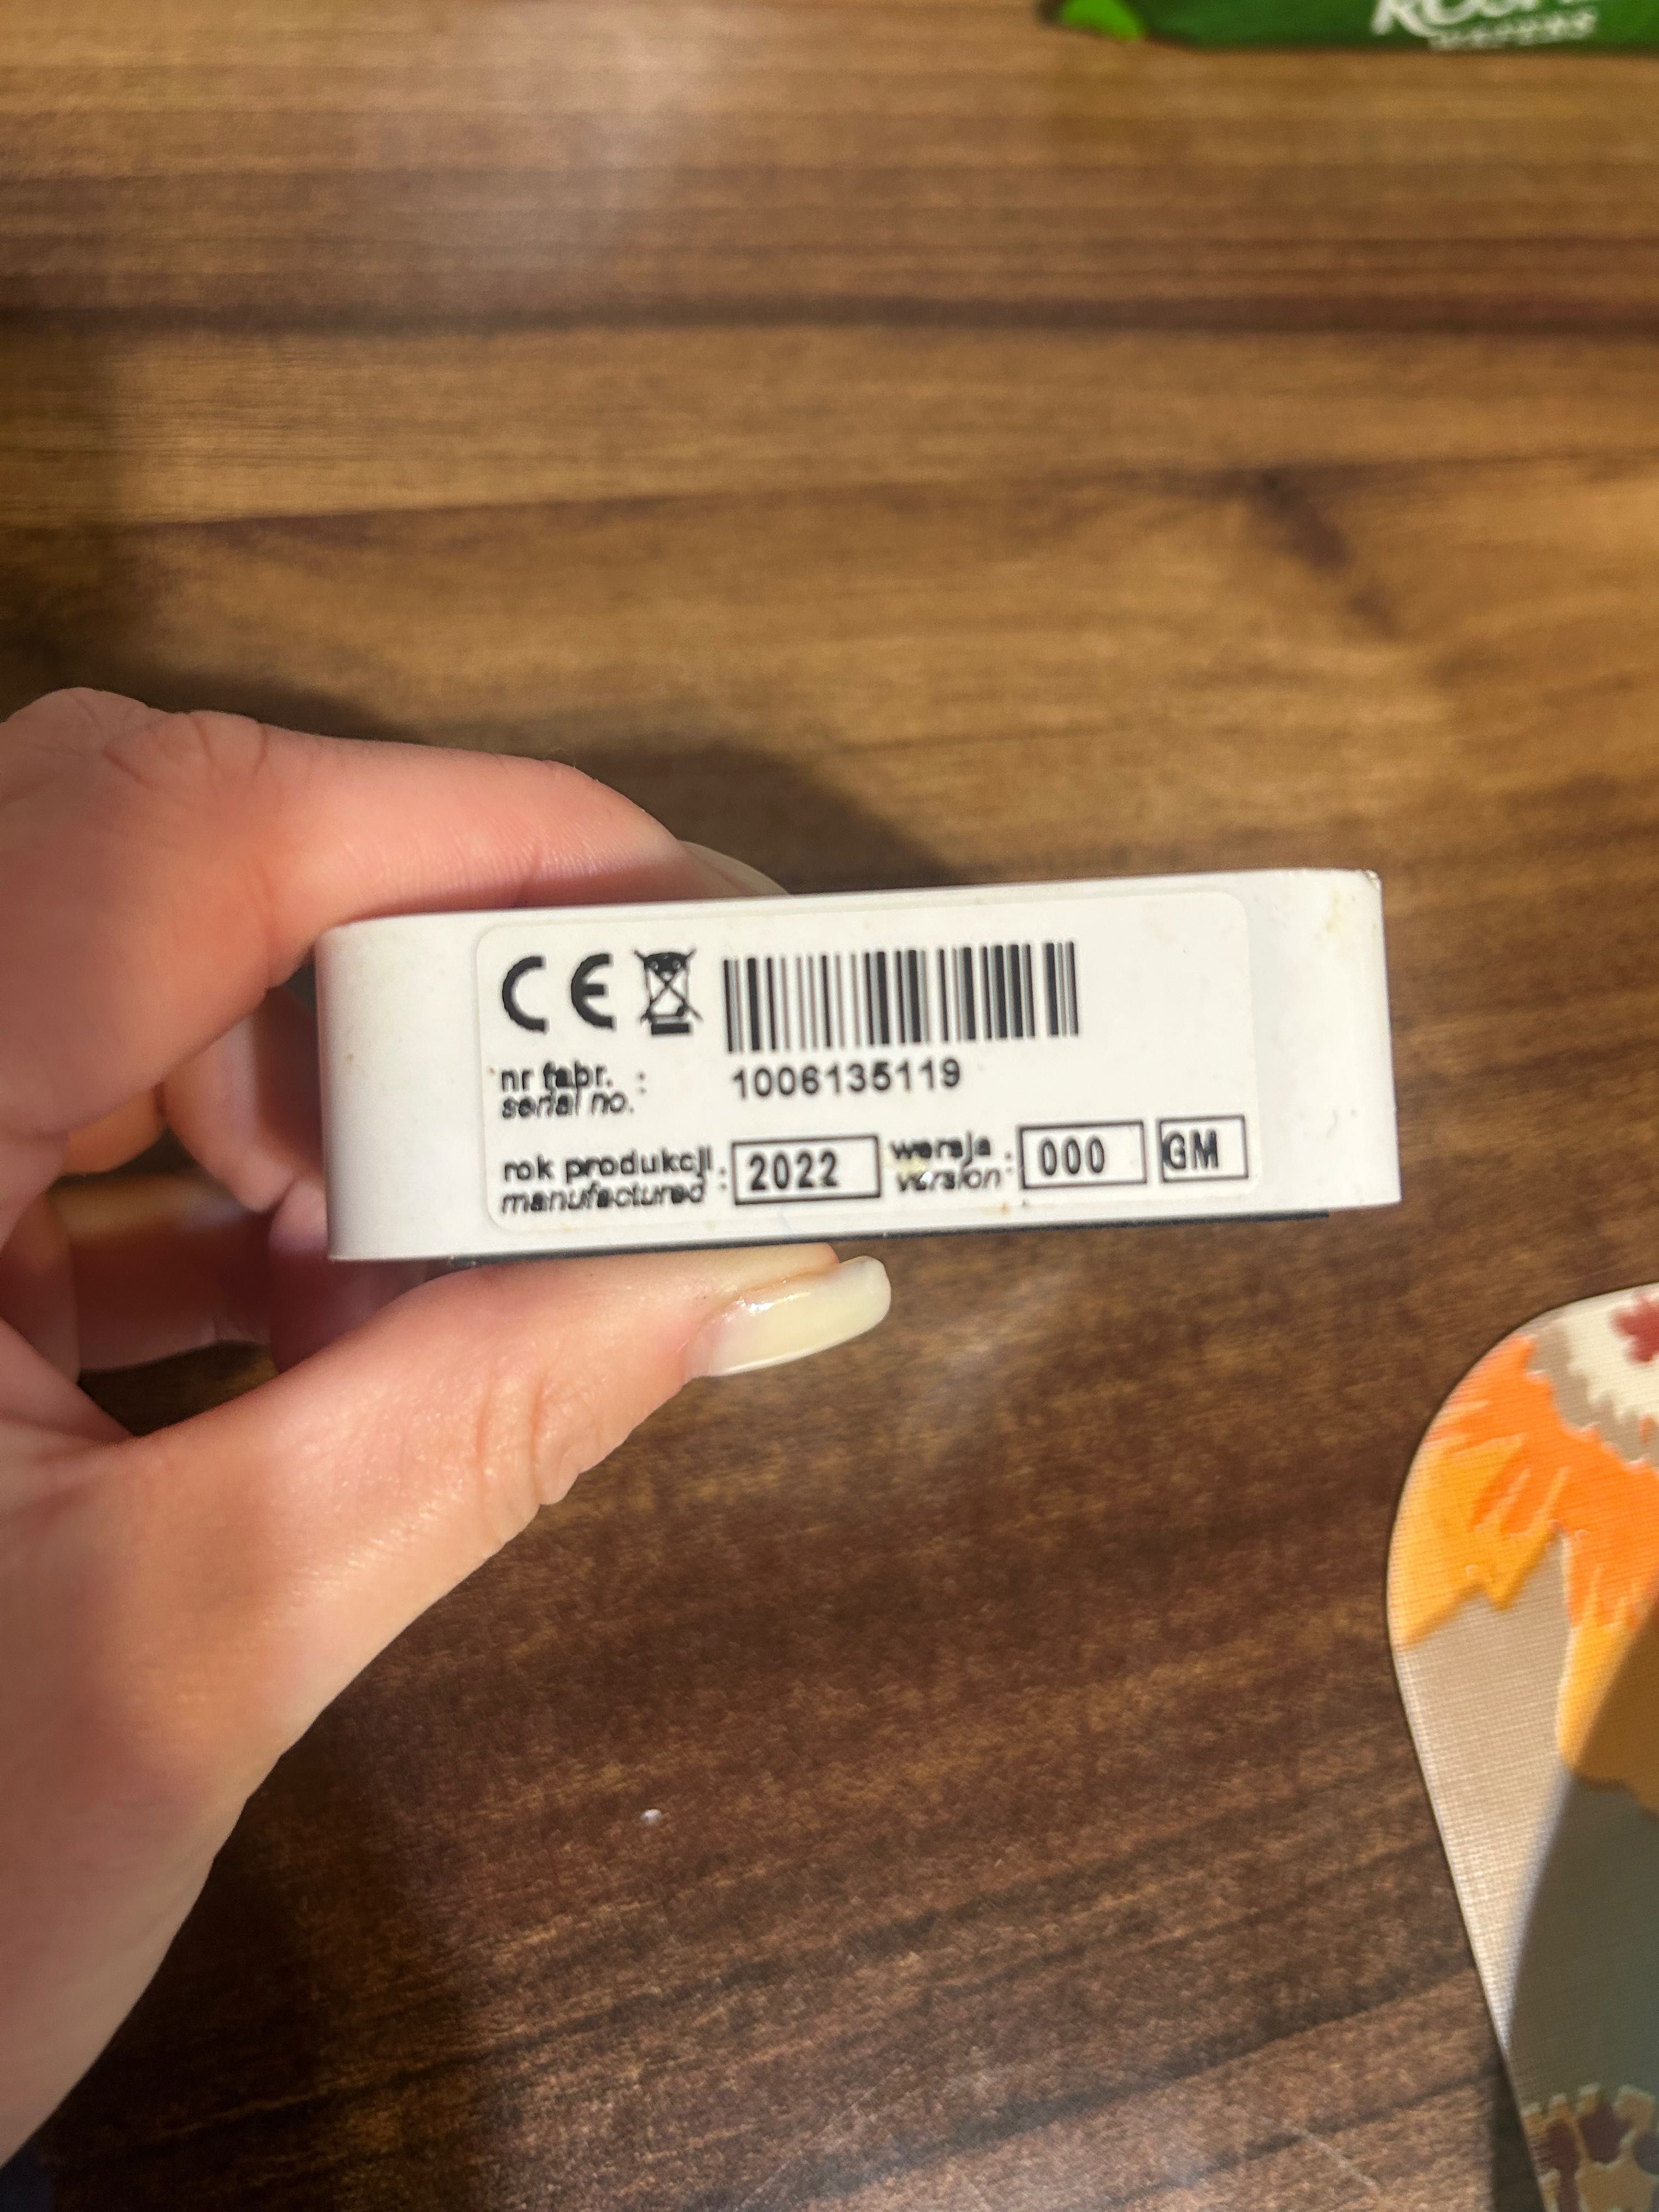 CE
nr fabr. :
serial no.
1006135119
rok produkcji :
manufactured
2022
wersja :
version
000
GM